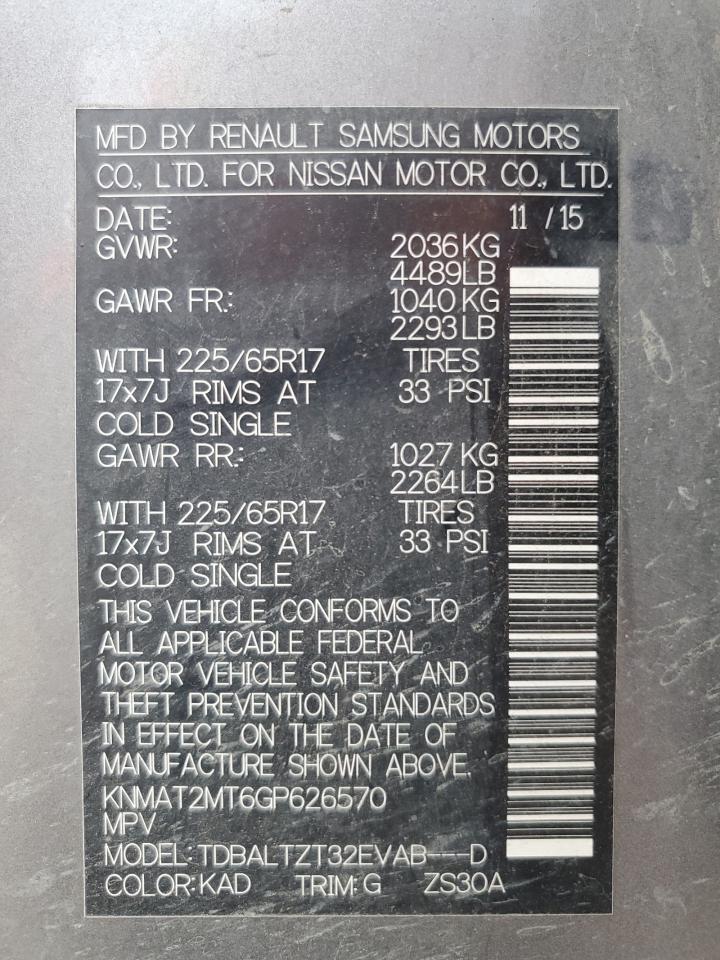 MFD BY RENAULT SAMSUNG MOTORS
CO., LTD. FOR NISSAN MOTOR CO., LTD.
DATE: 11 / 15
GVWR: 2036 KG
4489 LB
GAWR FR.: 1040 KG
2293 LB
WITH 225/65R17 TIRES
17x7J RIMS AT 33 PSI
COLD SINGLE
GAWR RR.: 1027 KG
2264 LB
WITH 225/65R17 TIRES
17x7J RIMS AT 33 PSI
COLD SINGLE
THIS VEHICLE CONFORMS TO
ALL APPLICABLE FEDERAL
MOTOR VEHICLE SAFETY AND
THEFT PREVENTION STANDARDS
IN EFFECT ON THE DATE OF
MANUFACTURE SHOWN ABOVE.
KNMAT2MT6GP626570
MPV
MODEL: TDBALTZT32EVAB---D
COLOR: KAD TRIM: G ZS30A